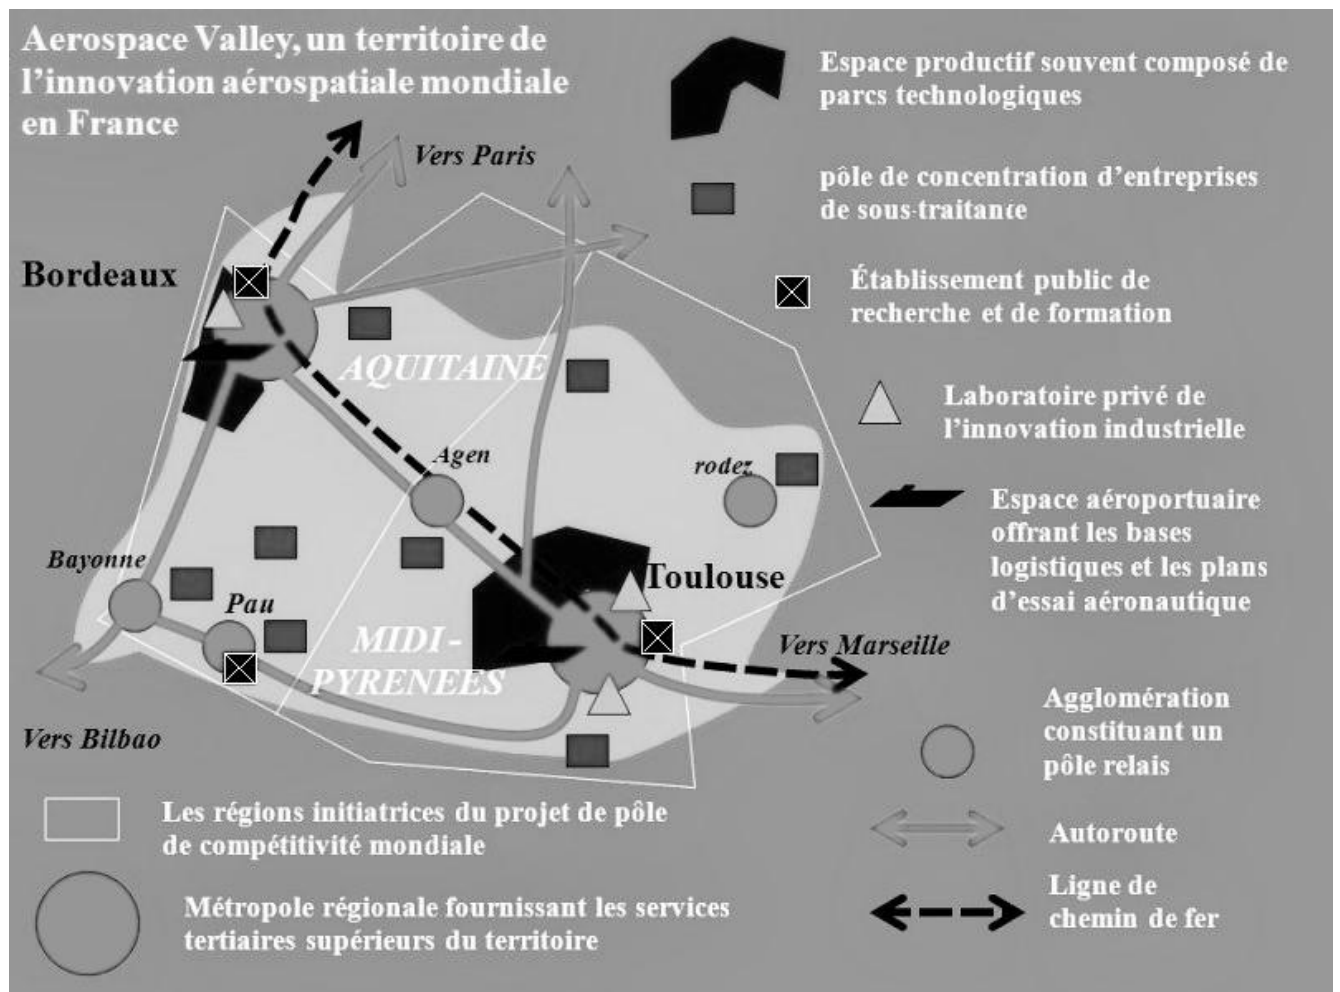 Aerospace Valley, un territoire de
l'innovation aérospatiale mondiale
en France
Espace productif souvent composé de
parcs technologiques
Vers Paris
pôle de concentration d'entreprises
de sous-traitante
Bordeaux
Établissement public de
recherche et de formation
AQUITAINE
Laboratoire privé de
l'innovation industrielle
Agen
rodez
Espace aéroportuaire
offrant les bases
logistiques et les plans
d'essai aéronautique
Bayonne
Toulouse
Pau
MIDI-
PYRENEES
Vers Marseille
Vers Bilbao
Agglomération
constituant un
pôle relais
Les régions initiatrices du projet de pôle
de compétitivité mondiale
Autoroute
Métropole régionale fournissant les services
tertiaires supérieurs du territoire
Ligne de
chemin de fer